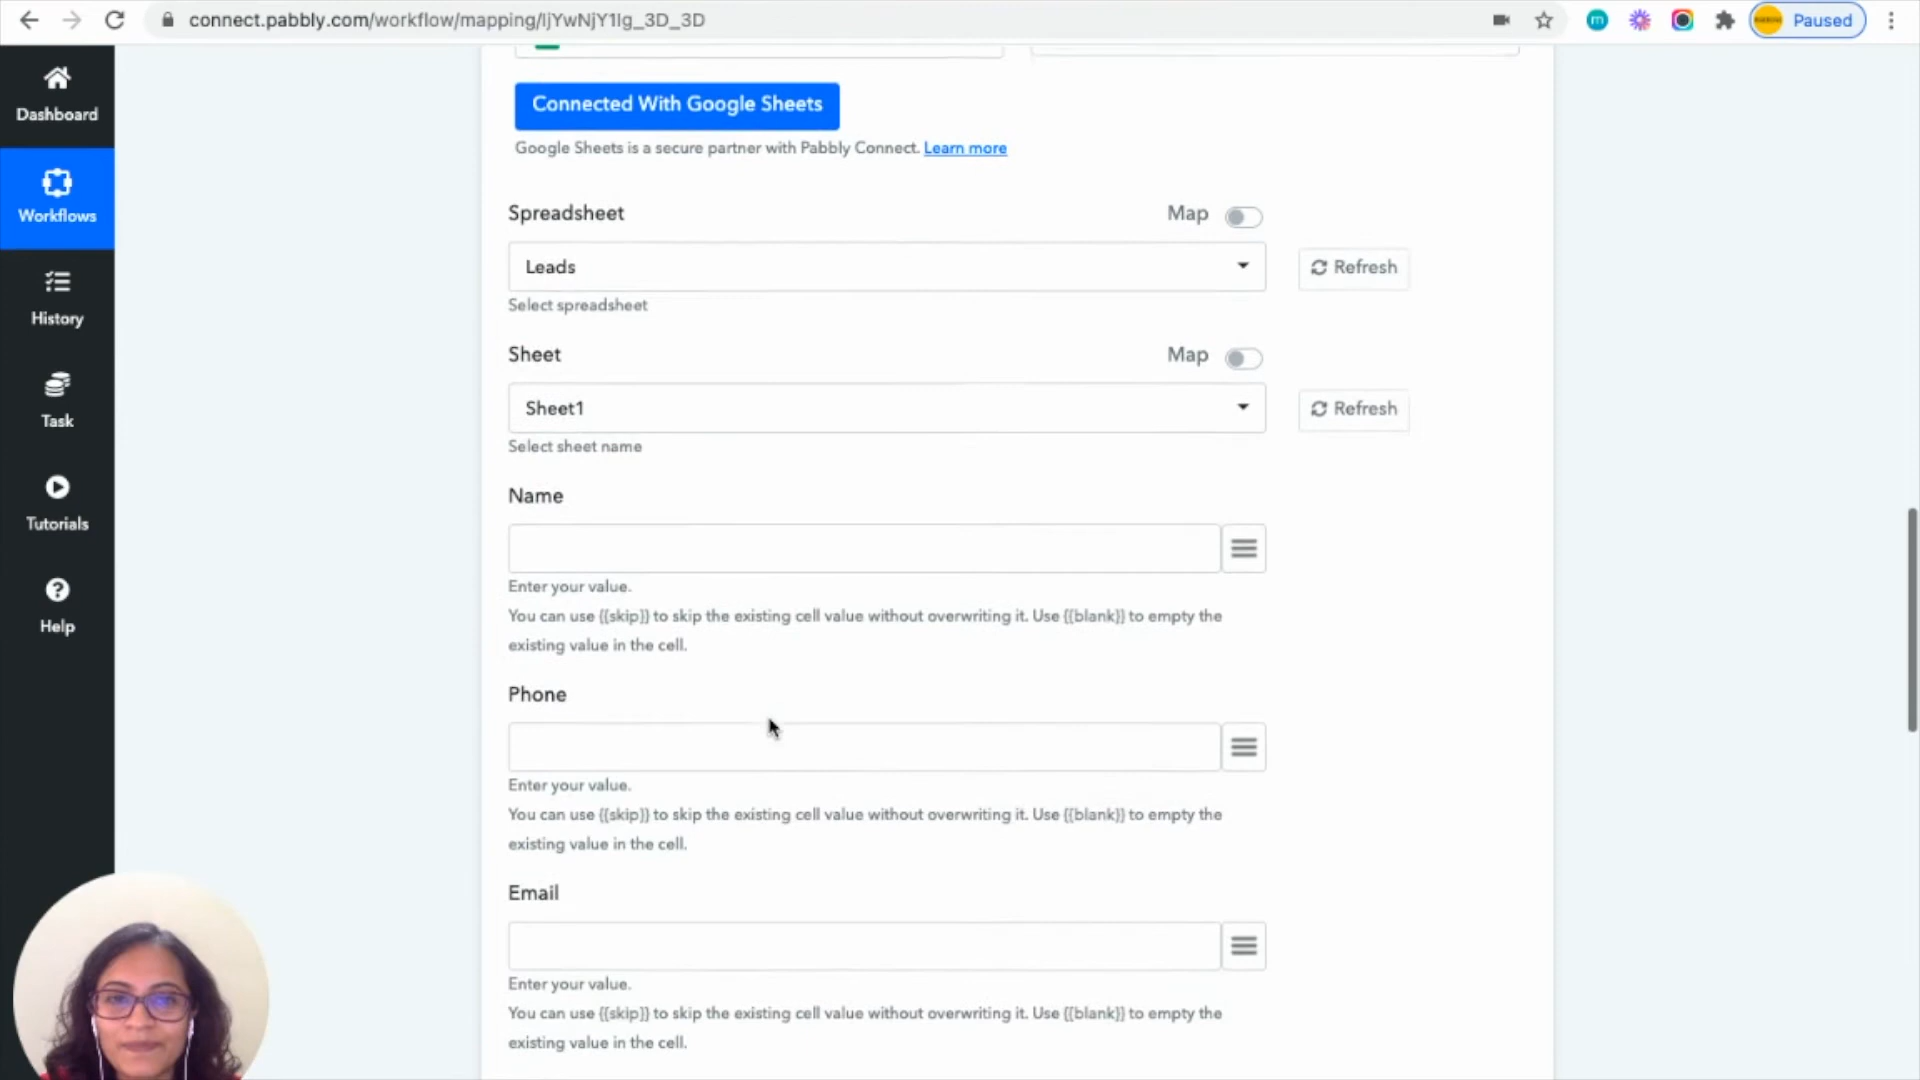 connect.pabbly.com/workflow/mapping/IjYwNjY1Ig_3D_3D
Paused
Dashboard
Workflows
History
Task
Tutorials
Help
Connected With Google Sheets
Google Sheets is a secure partner with Pabbly Connect. Learn more
Spreadsheet
Map
Leads
Refresh
Select spreadsheet
Sheet
Map
Sheet1
Refresh
Select sheet name
Name
Enter your value.
You can use {{skip}} to skip the existing cell value without overwriting it. Use {{blank}} to empty the
existing value in the cell.
Phone
Enter your value.
You can use {{skip}} to skip the existing cell value without overwriting it. Use {{blank}} to empty the
existing value in the cell.
Email
Enter your value.
You can use {{skip}} to skip the existing cell value without overwriting it. Use {{blank}} to empty the
existing value in the cell.